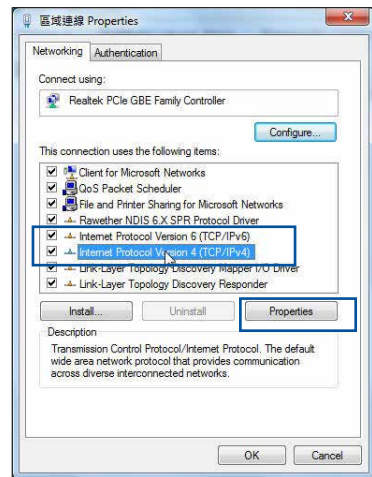 區域連線 Properties
Networking Authentication
Connect using:
Realtek PCIe GBE Family Controller
Configure...
This connection uses the following items:
Client for Microsoft Networks
QoS Packet Scheduler
File and Printer Sharing for Microsoft Networks
Rawether NDIS 6.X SPR Protocol Driver
Internet Protocol Version 6 (TCP/IPv6)
Internet Protocol Version 4 (TCP/IPv4)
Link-Layer Topology Discovery Mapper I/O Driver
Link-Layer Topology Discovery Responder
Install... Uninstall Properties
Description
Transmission Control Protocol/Internet Protocol. The default
wide area network protocol that provides communication
across diverse interconnected networks.
OK Cancel